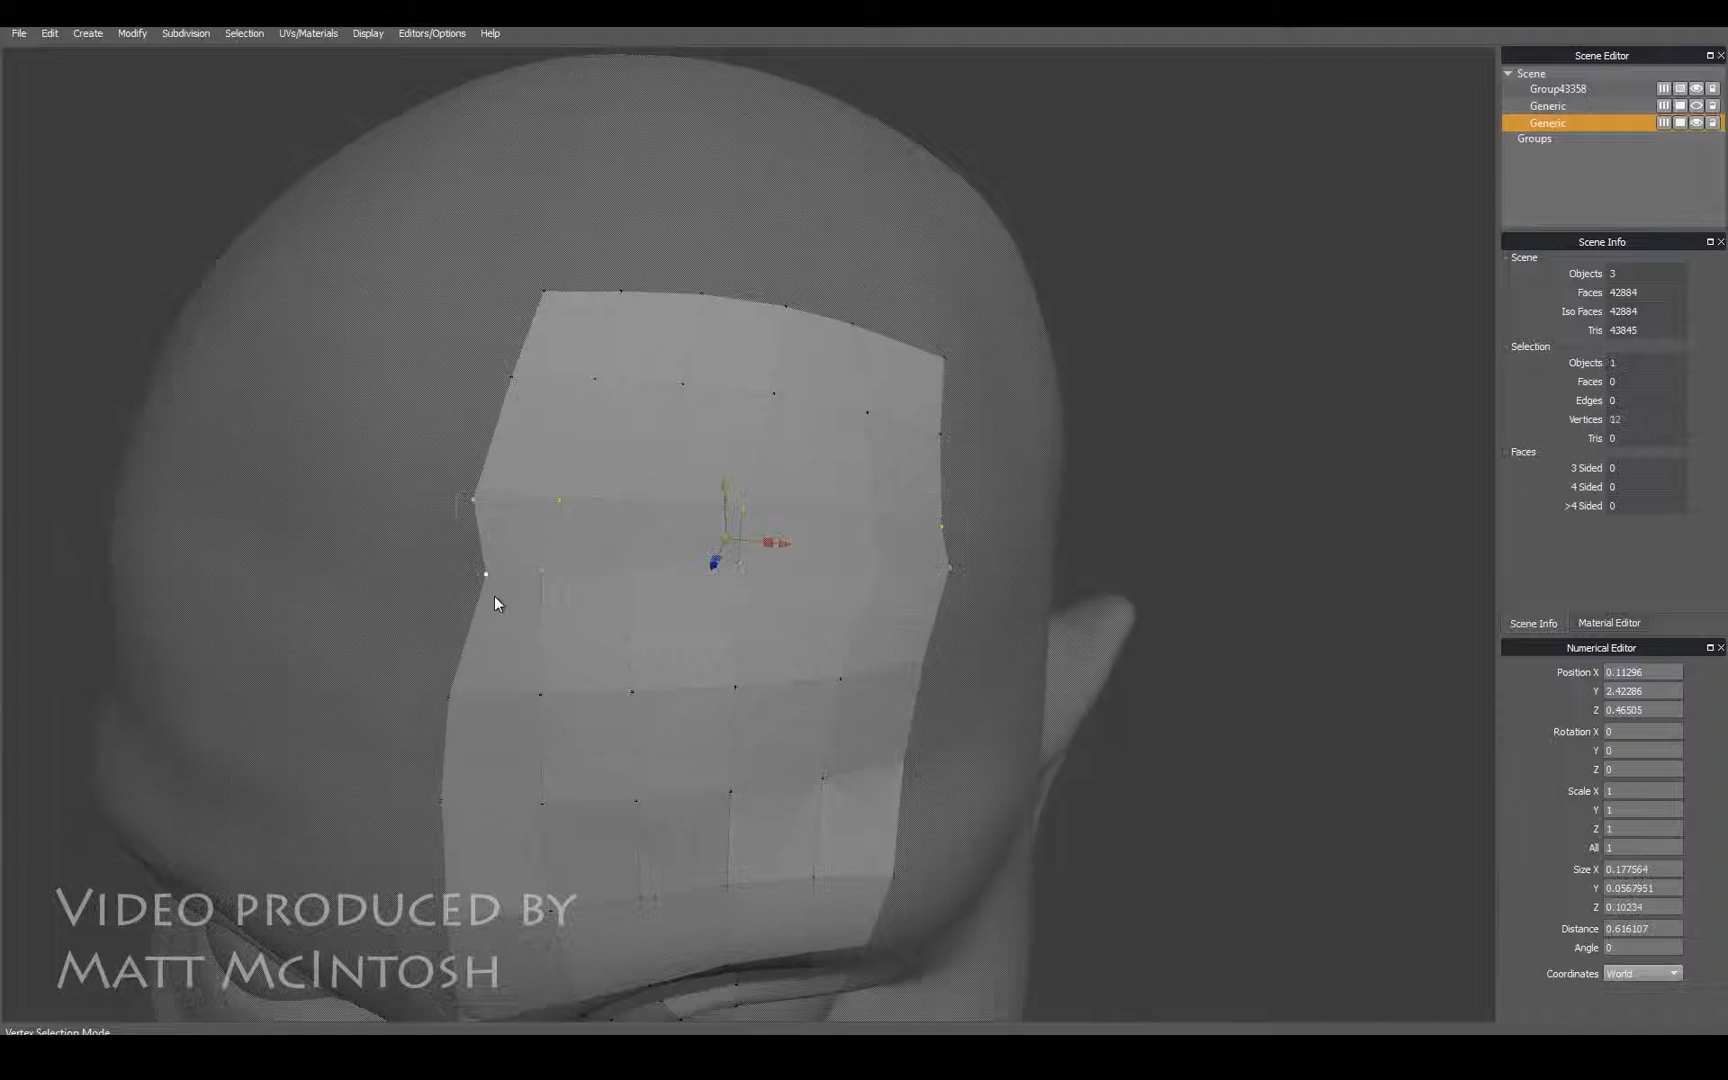 File Edit Create Modify Subdivision Selection UVs/Materials Display Editors/Options Help
Scene Editor
Scene
Group43358
Generic
Generic
Groups
Scene Info
Scene
Objects 3
Faces 42884
Iso Faces 42884
Tris 43845
Selection
Objects 1
Faces 0
Edges 0
Vertices 12
Tris 0
Faces
3 Sided 0
4 Sided 0
>4 Sided 0
Scene Info Material Editor
Numerical Editor
Position X 0.11296
Y 2.42286
Z 0.46505
Rotation X 0
Y 0
Z 0
Scale X 1
Y 1
Z 1
All 1
Size X 0.177564
Y 0.0567951
Z 0.10234
Distance 0.616107
Angle 0
Coordinates World
Video produced by
Matt McIntosh
Vertex Selection Mode